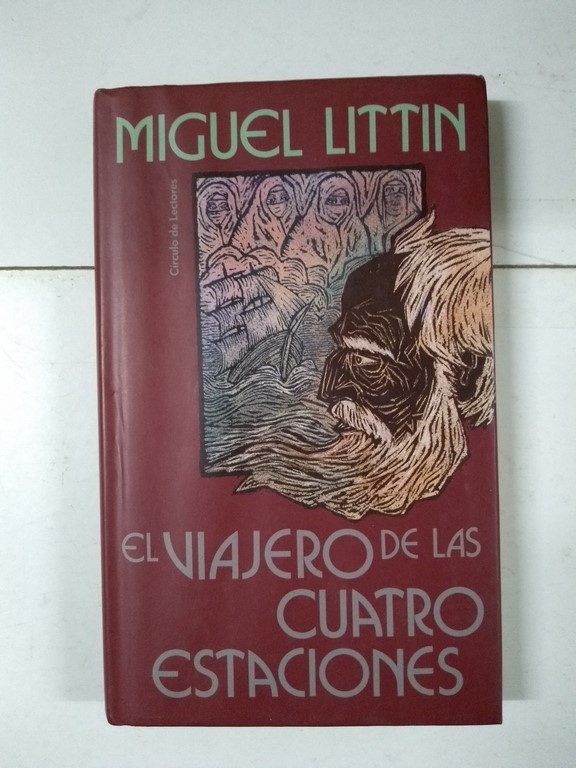 MIGUEL LITTIN
Círculo de Lectores
EL VIAJERO DE LAS
CUATRO
ESTACIONES